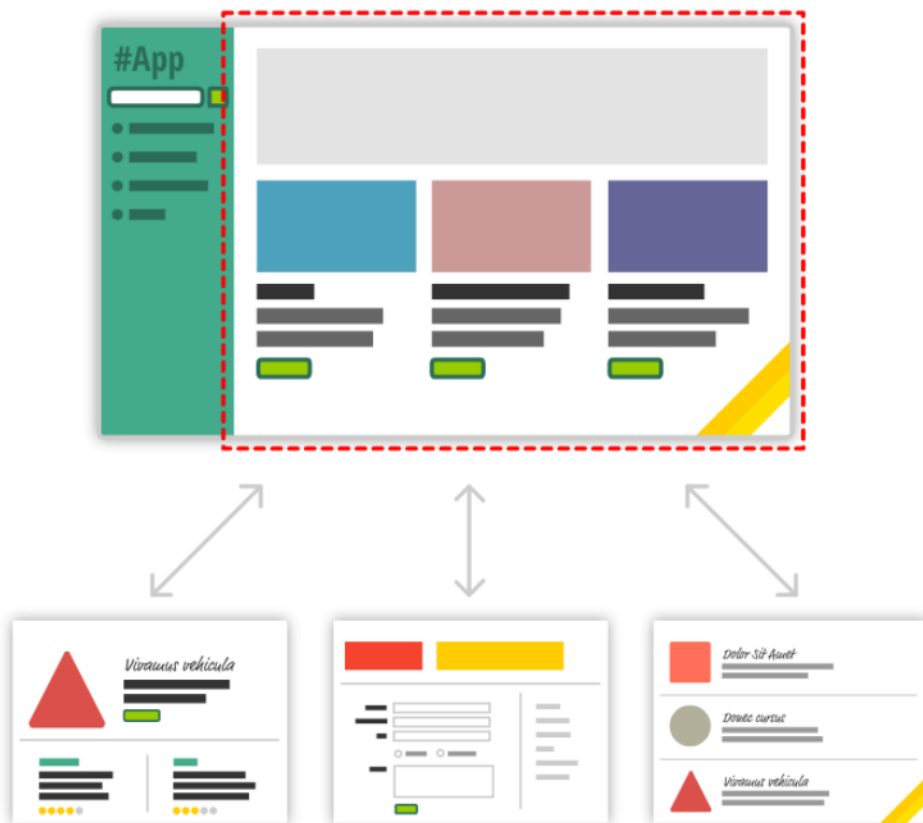 #App
Vivamus vehicula
Dolor Sit Amet
Donec cursus
Vivamus vehicula